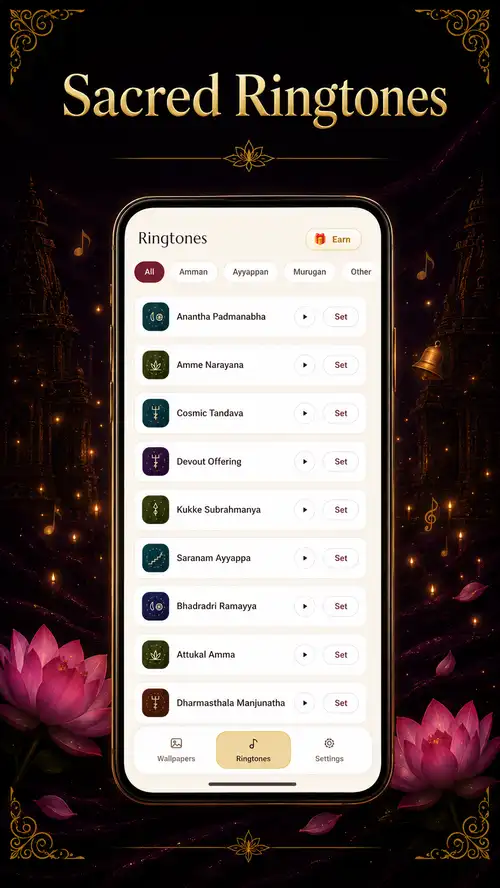 Sacred Ringtones
Ringtones
Earn
All Amman Ayyappan Murugan Other
Anantha Padmanabha Set
Amme Narayana Set
Cosmic Tandava Set
Devout Offering Set
Kukke Subrahmanya Set
Saranam Ayyappa Set
Bhadradri Ramayya Set
Attukal Amma Set
Dharmasthala Manjunatha Set
Wallpapers Ringtones Settings